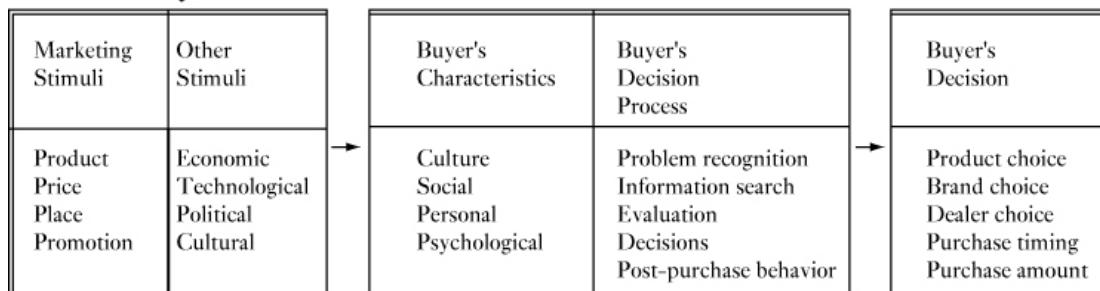 Marketing
Stimuli
Other
Stimuli
Product
Price
Place
Promotion
Economic
Technological
Political
Cultural
Buyer's
Characteristics
Buyer's
Decision
Process
Culture
Social
Personal
Psychological
Problem recognition
Information search
Evaluation
Decisions
Post-purchase behavior
Buyer's
Decision
Product choice
Brand choice
Dealer choice
Purchase timing
Purchase amount